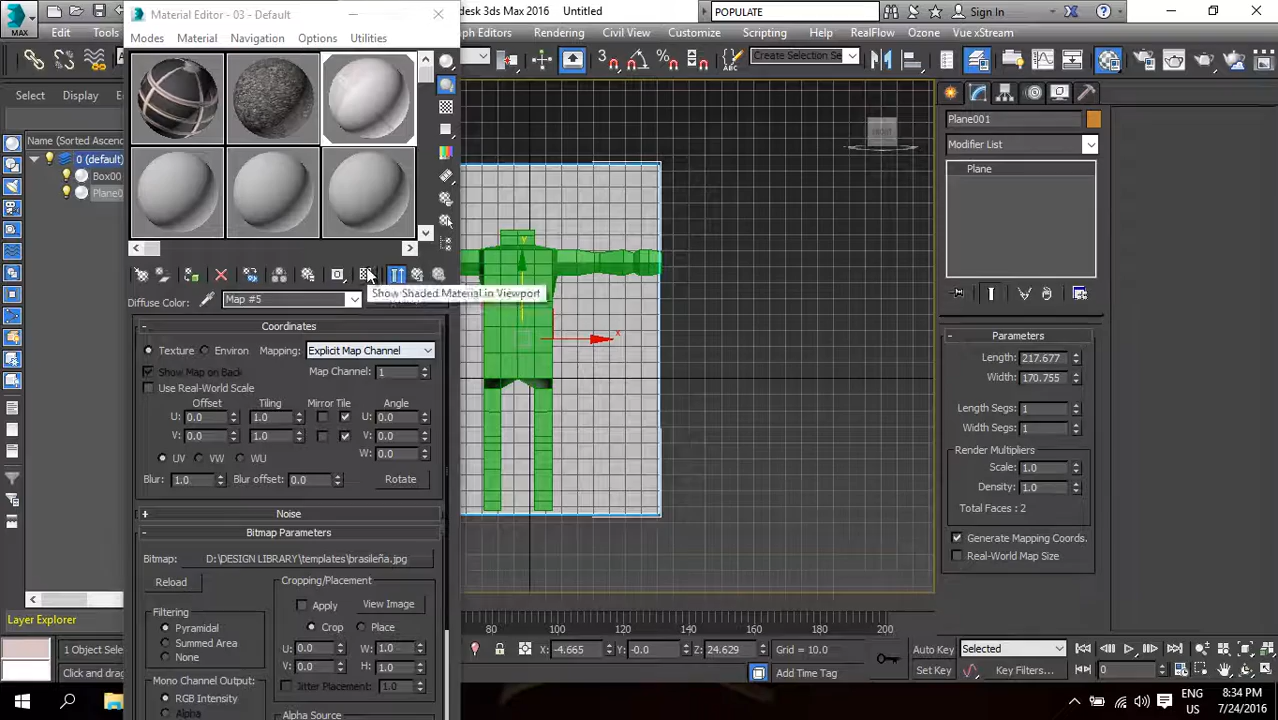 Material Editor - 03 - Default
desk 3ds Max 2016
Untitled
POPULATE
Sign In
MAX
Edit
Tools
Modes
Material
Navigation
Options
Utilities
ph Editors
Rendering
Civil View
Customize
Scripting
Help
RealFlow
Ozone
Vue xStream
Create Selection Se
Select
Display
Name (Sorted Ascen
0 (default)
Box00
Plane0
FRONT
Plane001
Modifier List
Plane
y
x
Show Shaded Material in Viewport
Diffuse Color:
Map #5
Coordinates
Texture
Environ
Mapping:
Explicit Map Channel
Show Map on Back
Map Channel:
1
Use Real-World Scale
Offset
Tiling
Mirror Tile
Angle
U:
0.0
1.0
U:
0.0
V:
0.0
1.0
V:
0.0
W:
0.0
UV
VW
WU
Blur:
1.0
Blur offset:
0.0
Rotate
Noise
Bitmap Parameters
Bitmap:
D:\DESIGN LIBRARY\templates\brasileña.jpg
Reload
Cropping/Placement
Apply
View Image
Filtering
Pyramidal
Summed Area
None
Crop
Place
U:
0.0
W:
1.0
V:
0.0
H:
1.0
Jitter Placement:
1.0
Mono Channel Output:
RGB Intensity
Alpha
Alpha Source
Parameters
Length:
217.677
Width:
170.755
Length Segs:
1
Width Segs:
1
Render Multipliers
Scale:
1.0
Density:
1.0
Total Faces : 2
Generate Mapping Coords.
Real-World Map Size
Layer Explorer
80
100
120
140
160
180
200
1 Object Selec
Click and drag
X:
-4.665
Y:
-0.0
Z:
24.629
Grid = 10.0
Add Time Tag
Auto Key
Selected
Set Key
Key Filters...
0
ENG
US
8:34 PM
7/24/2016